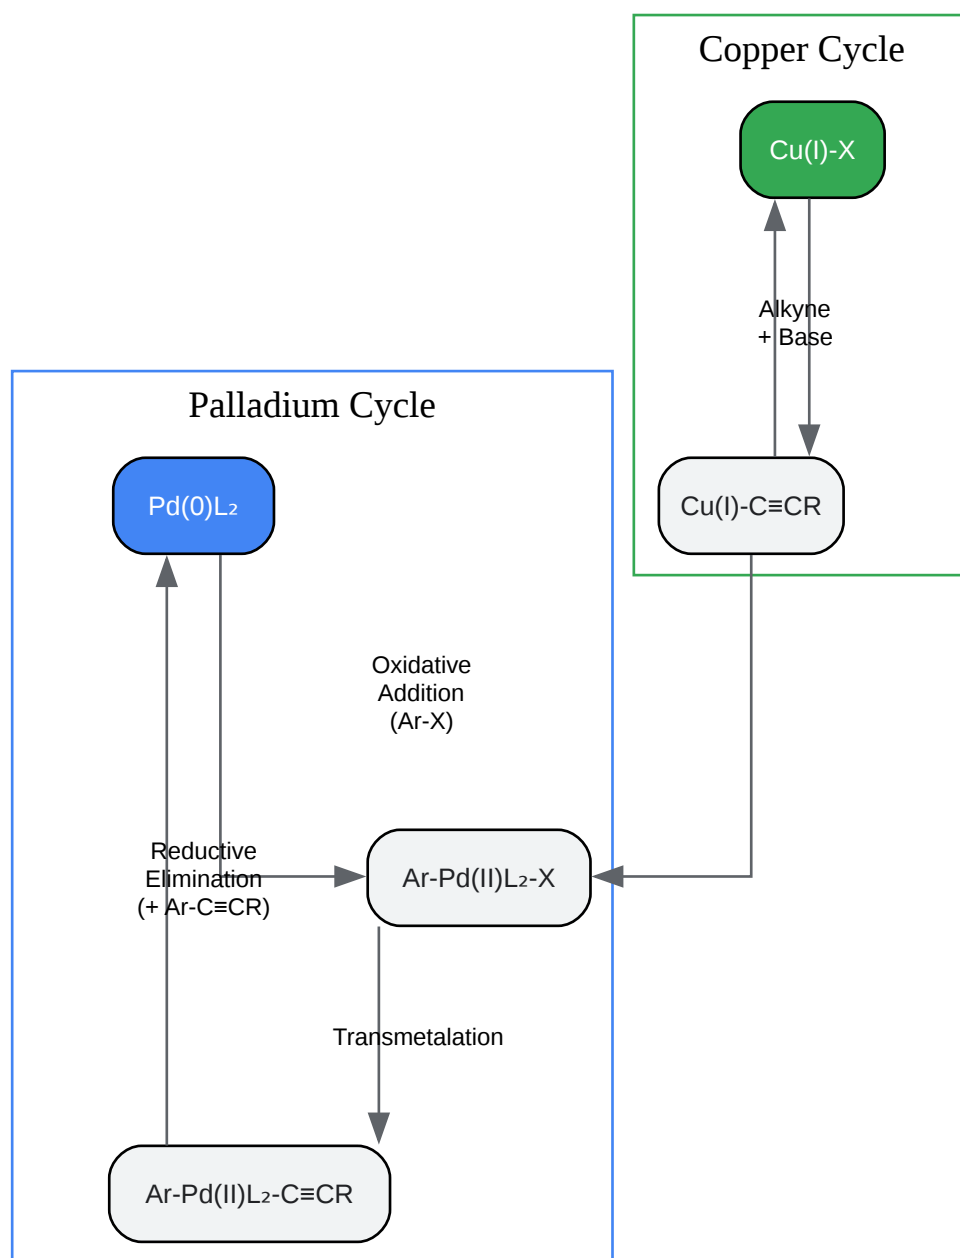 Copper Cycle
Cu(I)-X
Alkyne
+ Base
Palladium Cycle
Pd(0)L₂
Cu(I)-C≡CR
Oxidative
Addition
(Ar-X)
Reductive
Elimination
(+ Ar-C≡CR)
Ar-Pd(II)L₂-X
Transmetalation
Ar-Pd(II)L₂-C≡CR